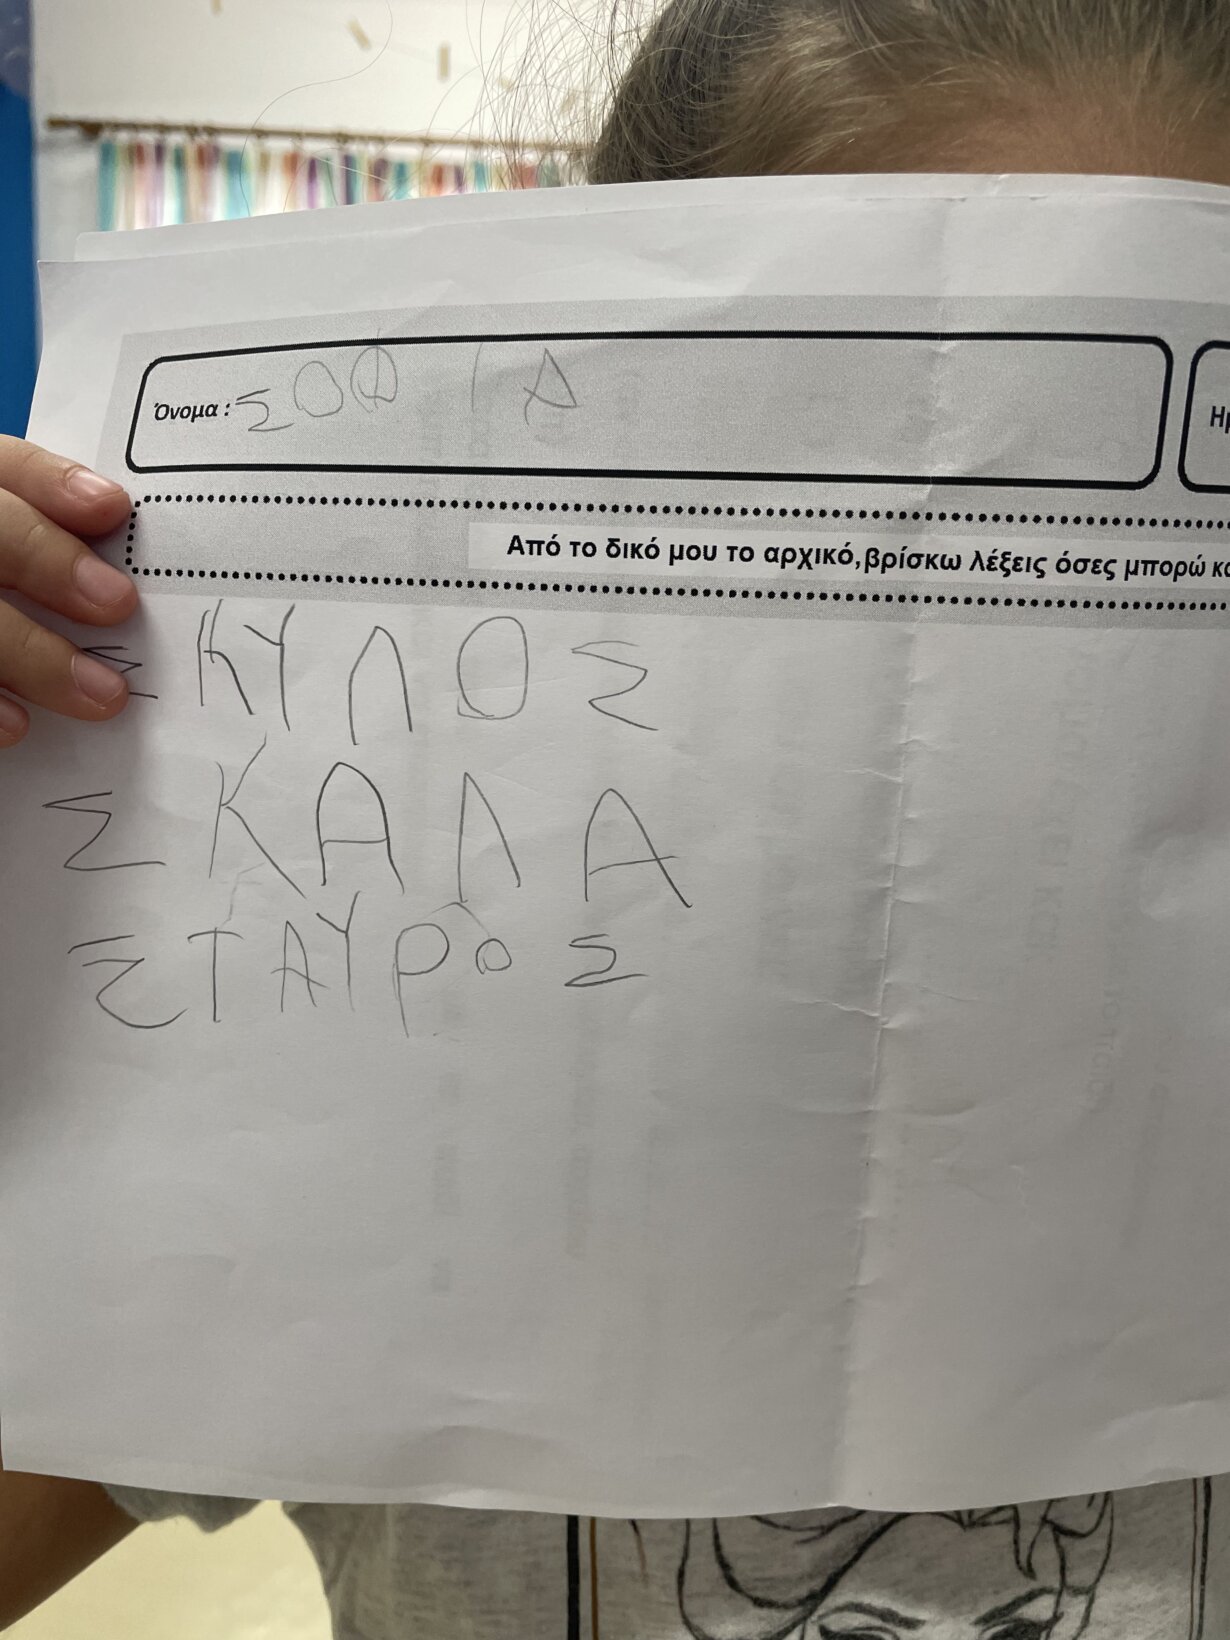 Όνομα : ΣΟΦΙΑ
Από το δικό μου το αρχικό,βρίσκω λέξεις όσες μπορώ
ΣΚΥΛΟΣ
ΣΚΑΛΑ
ΣΤΑΥΡΟΣ